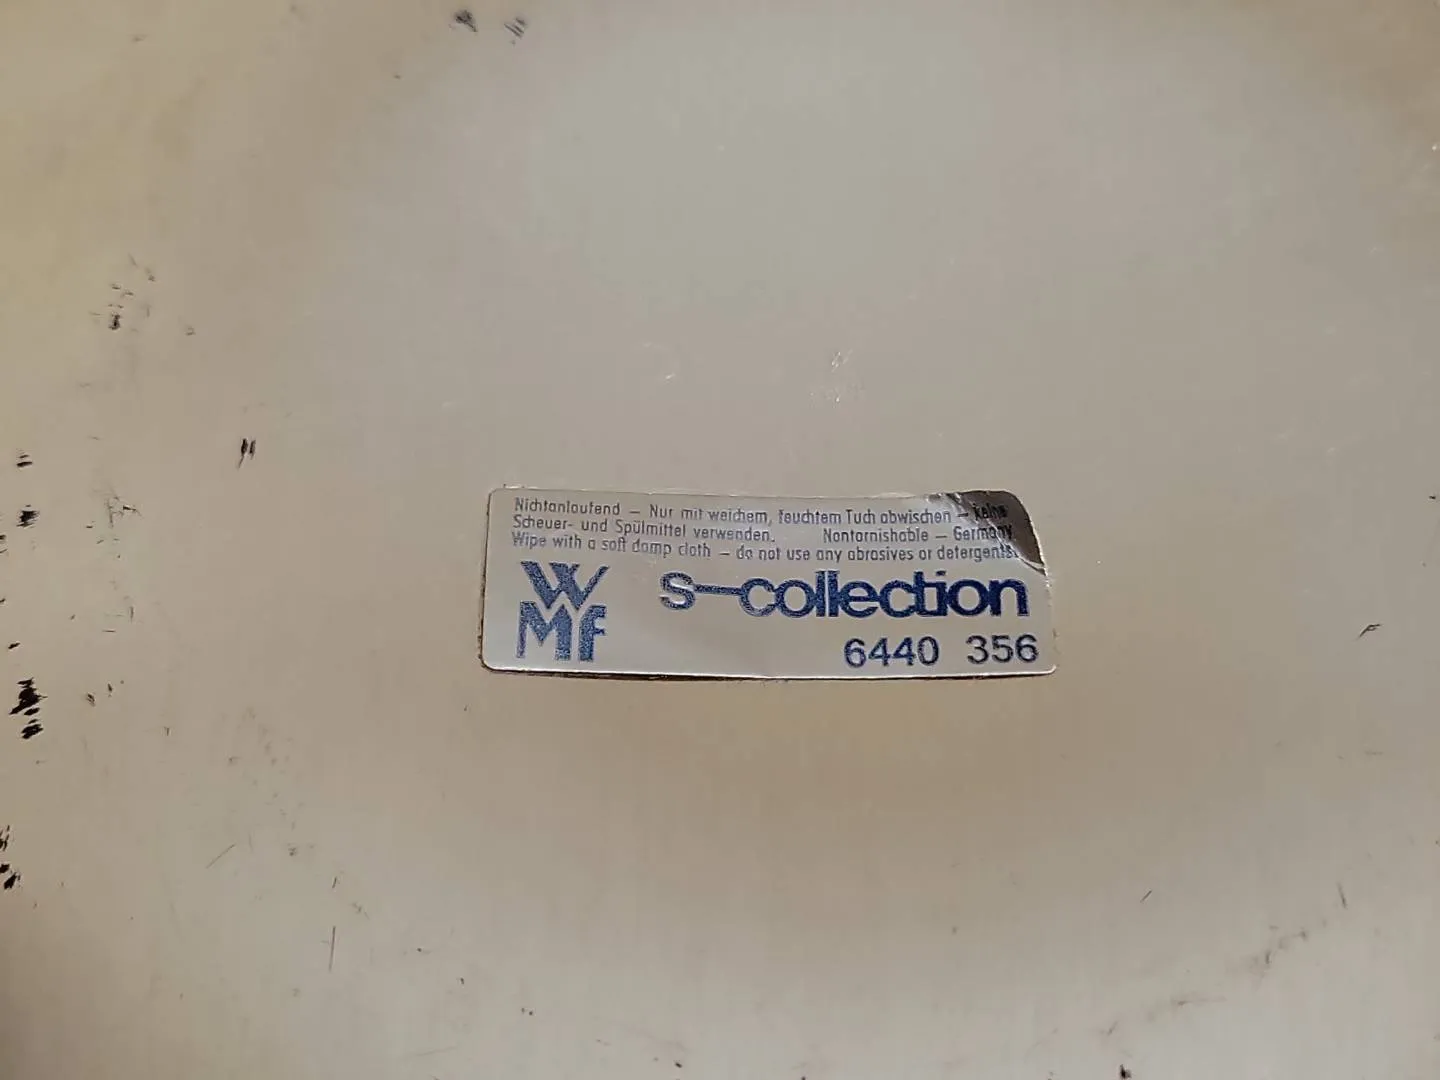 Nichtanlaufend – Nur mit weichem, feuchtem Tuch abwischen – keine
Scheuer- und Spülmittel verwenden. Nontarnishable – Germany
Wipe with a soft damp cloth – do not use any abrasives or detergents.
WMF
S-collection
6440 356